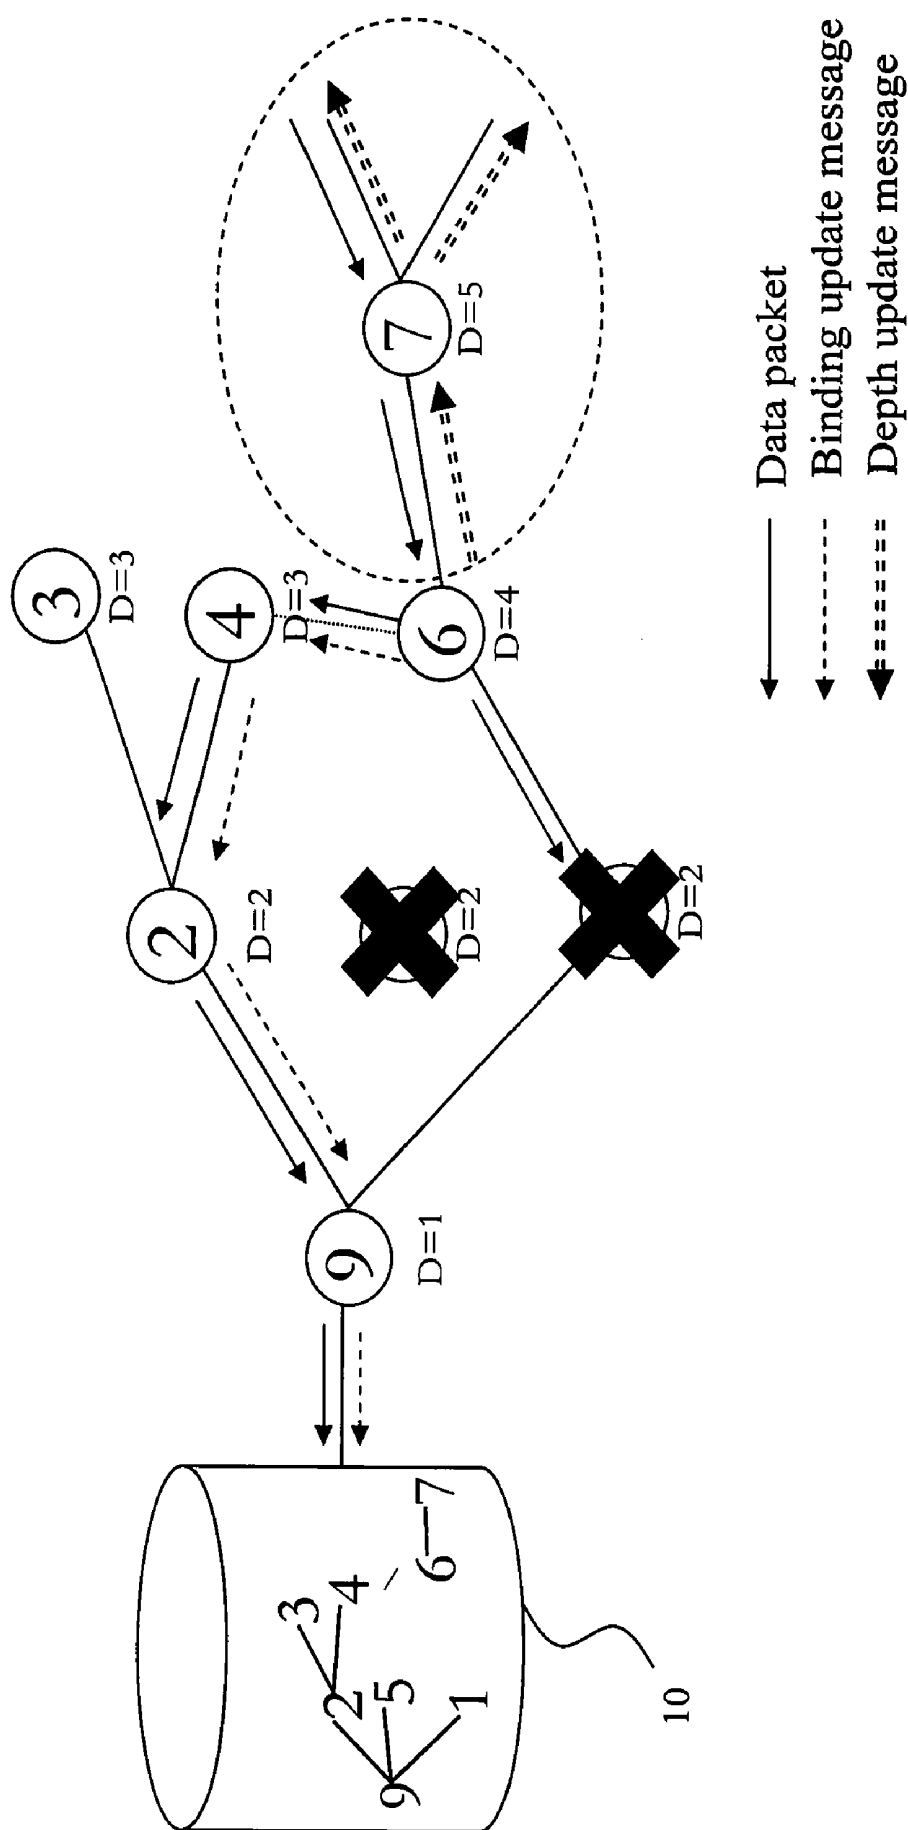 3
D=3
2
D=2
4
D=3
9
D=1
7
D=5
6
D=4
D=2
D=2
3
2
4
5
9
6
7
1
10
Data packet
Binding update message
Depth update message